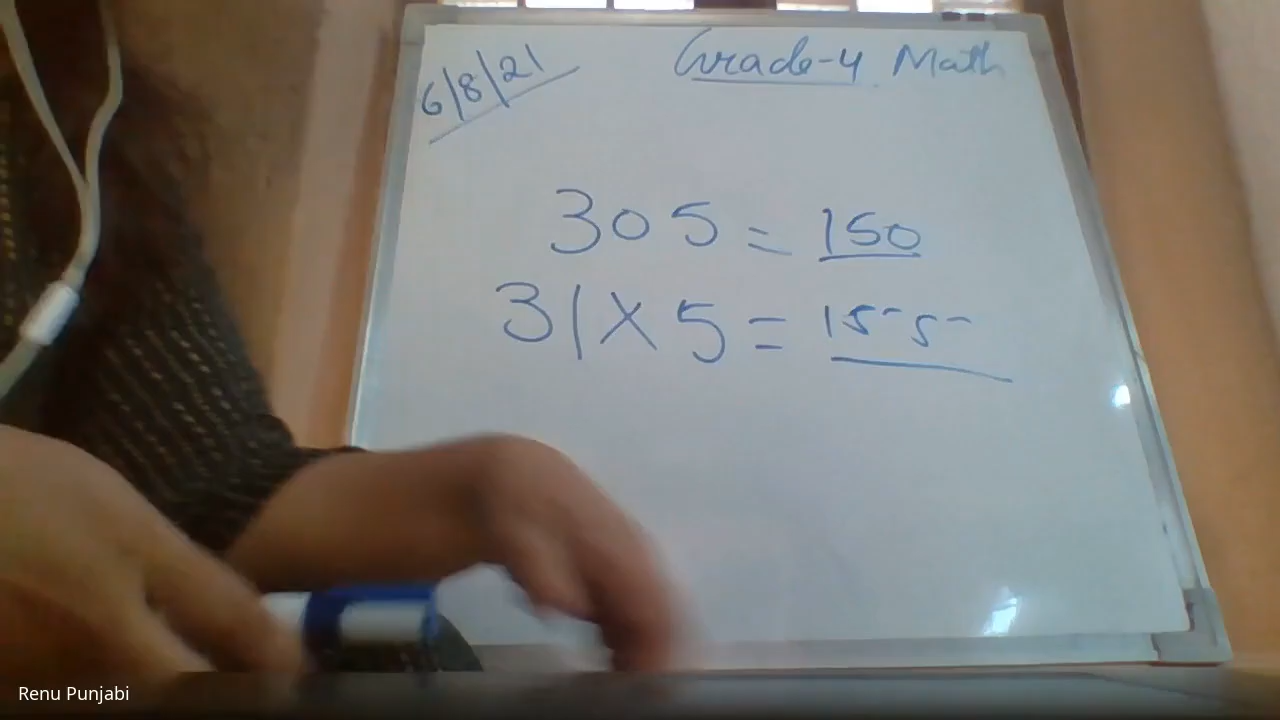 6/8/21
Grade-4 Math
305 = 150
31 X 5 = 155
Renu Punjabi